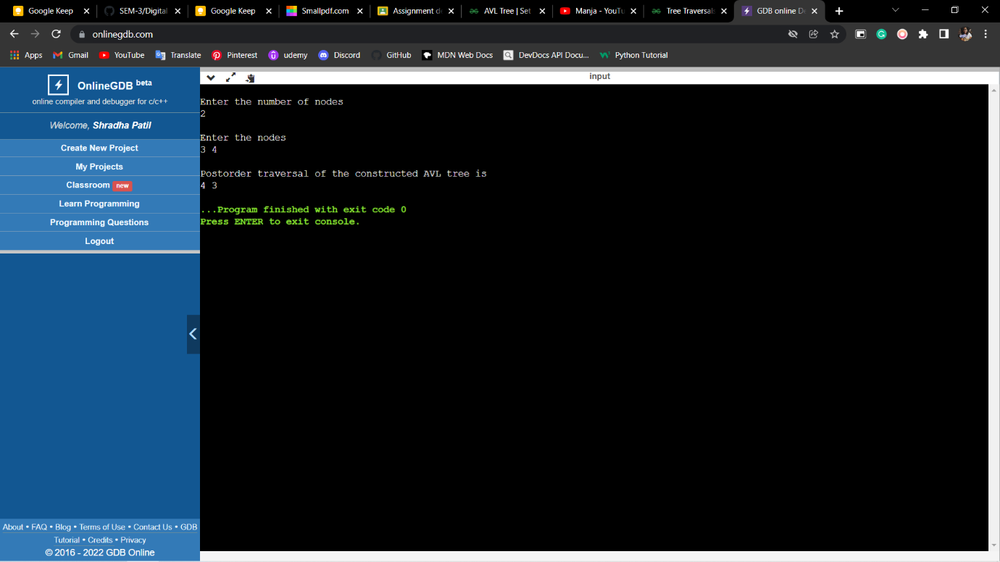 Google Keep
SEM-3/Digital
Google Keep
Smallpdf.com
Assignment de
AVL Tree | Set
Manja - YouTu
Tree Traversals
GDB online De
onlinegdb.com
Apps
Gmail
YouTube
Translate
Pinterest
udemy
Discord
GitHub
MDN Web Docs
DevDocs API Docu...
Python Tutorial
OnlineGDB beta
online compiler and debugger for c/c++
Welcome, Shradha Patil
Create New Project
My Projects
Classroom new
Learn Programming
Programming Questions
Logout
input
Enter the number of nodes
2
Enter the nodes
3 4
Postorder traversal of the constructed AVL tree is
4 3
...Program finished with exit code 0
Press ENTER to exit console.
About • FAQ • Blog • Terms of Use • Contact Us • GDB
Tutorial • Credits • Privacy
© 2016 - 2022 GDB Online